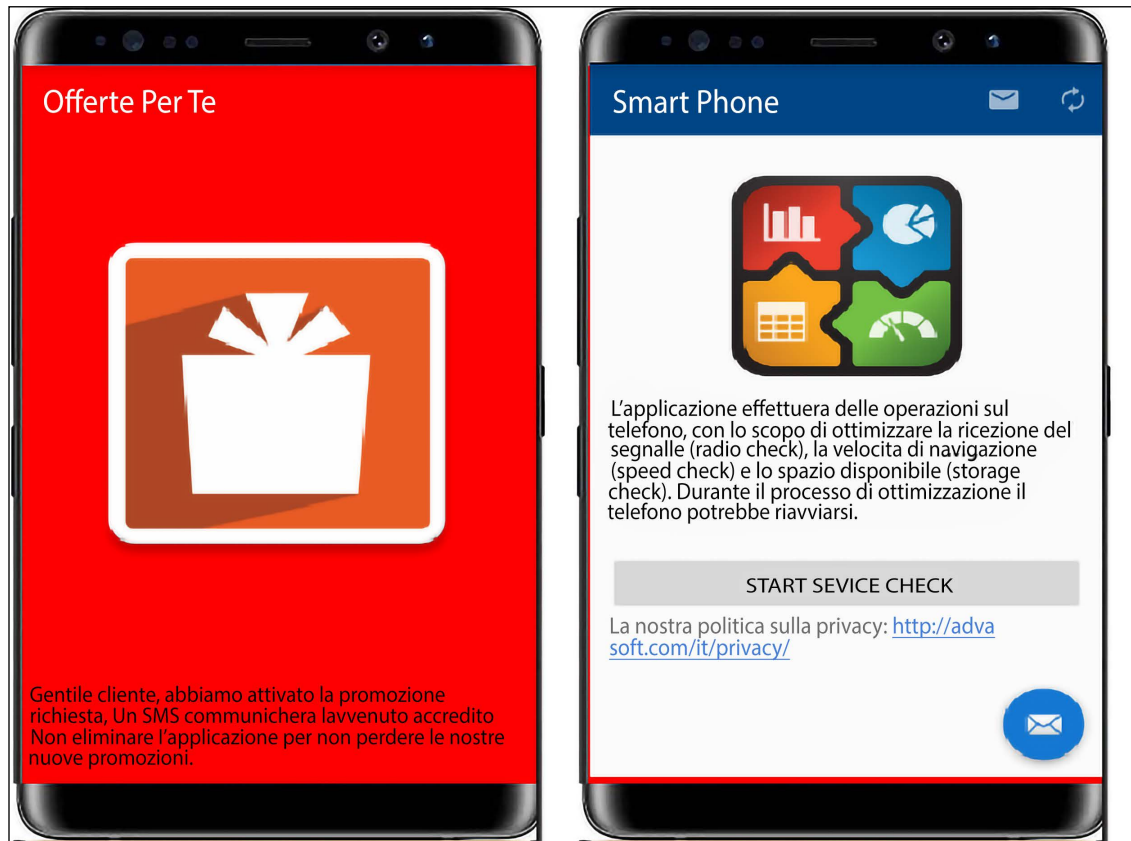 Offerte Per Te
Gentile cliente, abbiamo attivato la promozione
richiesta, Un SMS communichera lavvenuto accredito
Non eliminare l'applicazione per non perdere le nostre
nuove promozioni.
Smart Phone
L'applicazione effettuera delle operazioni sul
telefono, con lo scopo di ottimizzare la ricezione del
segnalle (radio check), la velocita di navigazione
(speed check) e lo spazio disponibile (storage
check). Durante il processo di ottimizzazione il
telefono potrebbe riavviarsi.
START SEVICE CHECK
La nostra politica sulla privacy: http://adva
soft.com/it/privacy/